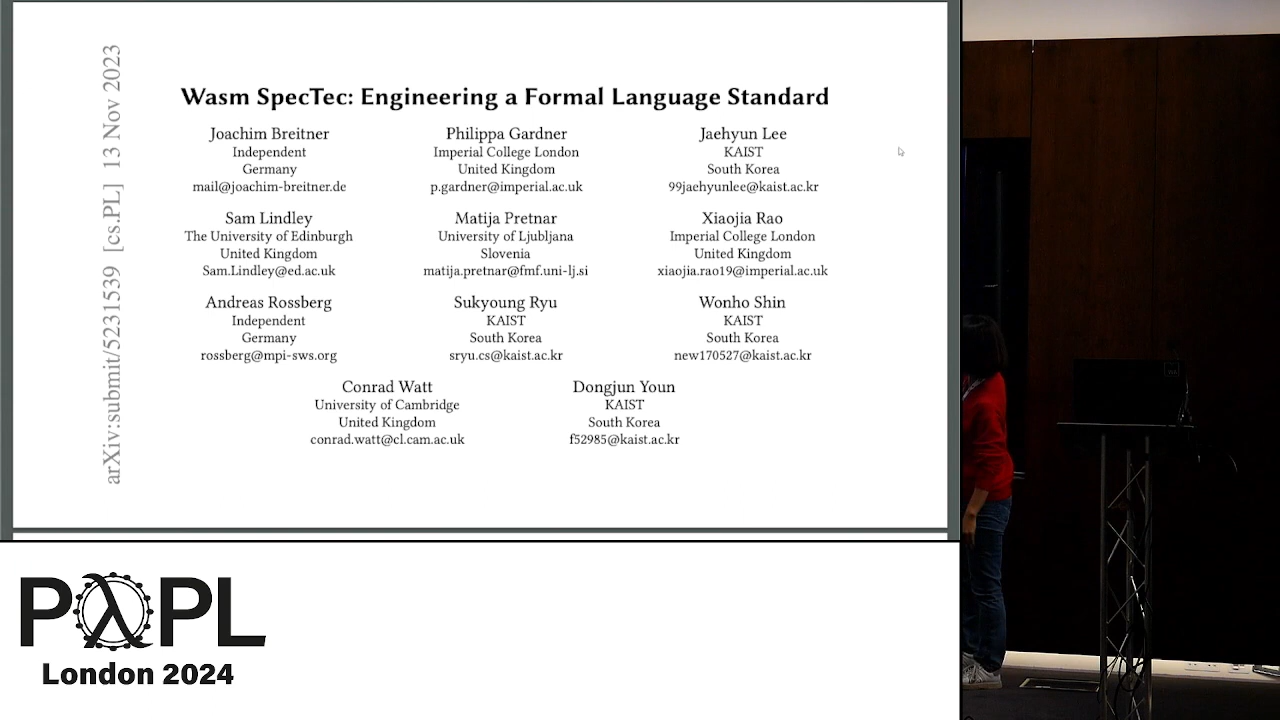 arXiv:submit/5231539 [cs.PL] 13 Nov 2023
Wasm SpecTec: Engineering a Formal Language Standard
Joachim Breitner
Independent
Germany
mail@joachim-breitner.de
Philippa Gardner
Imperial College London
United Kingdom
p.gardner@imperial.ac.uk
Jaehyun Lee
KAIST
South Korea
99jaehyunlee@kaist.ac.kr
Sam Lindley
The University of Edinburgh
United Kingdom
Sam.Lindley@ed.ac.uk
Matija Pretnar
University of Ljubljana
Slovenia
matija.pretnar@fmf.uni-lj.si
Xiaojia Rao
Imperial College London
United Kingdom
xiaojia.rao19@imperial.ac.uk
Andreas Rossberg
Independent
Germany
rossberg@mpi-sws.org
Sukyoung Ryu
KAIST
South Korea
sryu.cs@kaist.ac.kr
Wonho Shin
KAIST
South Korea
new170527@kaist.ac.kr
Conrad Watt
University of Cambridge
United Kingdom
conrad.watt@cl.cam.ac.uk
Dongjun Youn
KAIST
South Korea
f52985@kaist.ac.kr
PλPL
London 2024